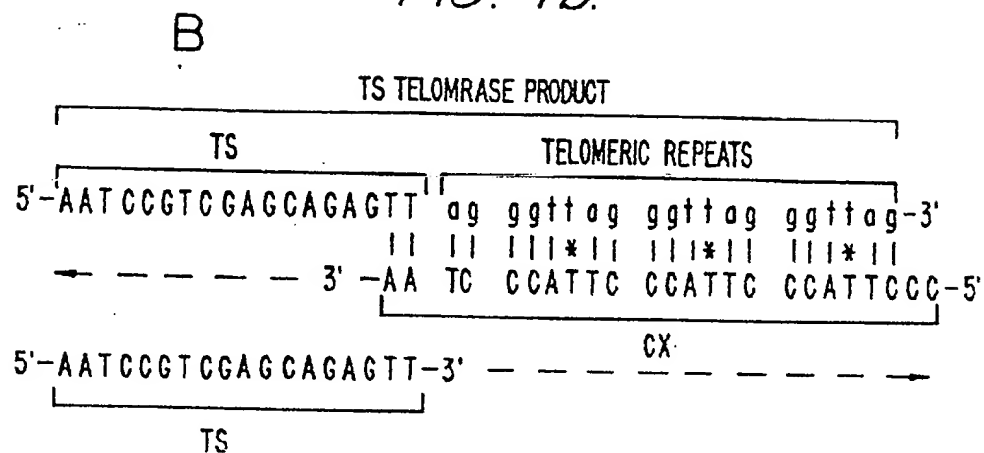 B
TS TELOMRASE PRODUCT
TS TELOMERIC REPEATS
5'-AATCCGTCGAGCAGAGTT ag ggttag ggttag ggttag-3'
|| || |||*|| |||*|| |||*||
3' -AA TC CCATTC CCATTC CCATTCCC-5'
CX
5'-AATCCGTCGAGCAGAGTT-3'
TS